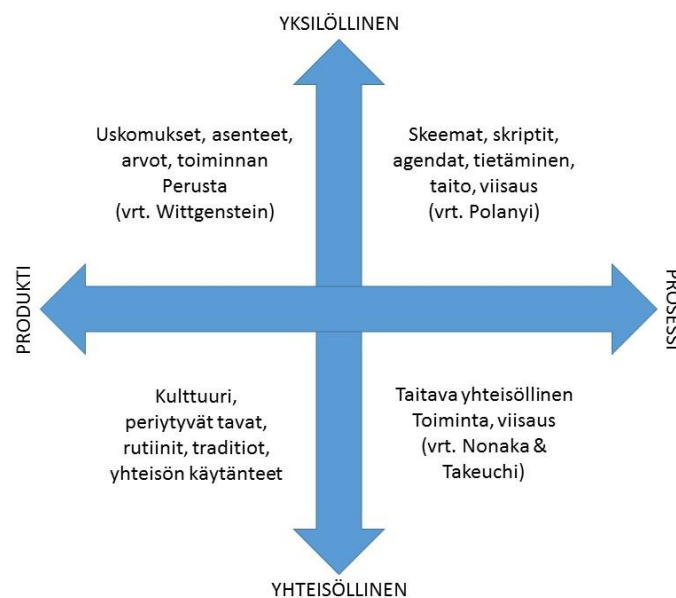 YKSILÖLLINEN
Uskomukset, asenteet,
arvot, toiminnan
Perusta
(vrt. Wittgenstein)
Skeemat, skriptit,
agendat, tietäminen,
taito, viisaus
(vrt. Polanyi)
PRODUKTI
PROSESSI
Kulttuuri,
periytyvät tavat,
rutiinit, traditiot,
yhteisön käytänteet
Taitava yhteisöllinen
Toiminta, viisaus
(vrt. Nonaka &
Takeuchi)
YHTEISÖLLINEN